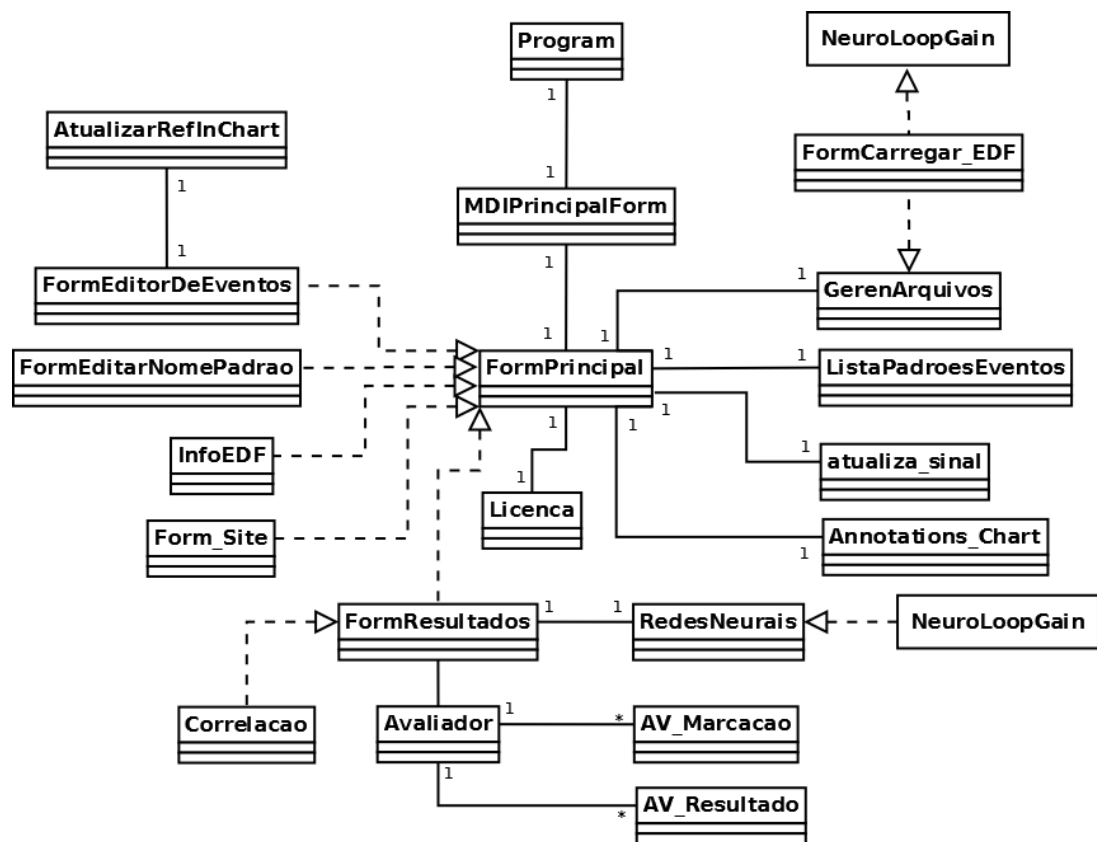 Program
NeuroLoopGain
1
AtualizarRefInChart
FormCarregar_EDF
1
1
MDIPrincipalForm
1
1
FormEditorDeEventos
1
GerenArquivos
1
1
1
FormEditarNomePadrao
FormPrincipal
1
1
ListaPadroesEventos
1
1
1
InfoEDF
1
atualiza_sinal
1
Licenca
Form_Site
Annotations_Chart
1
FormResultados
1
1
RedesNeurais
NeuroLoopGain
Correlacao
Avaliador
1
*
AV_Marcacao
1
*
AV_Resultado